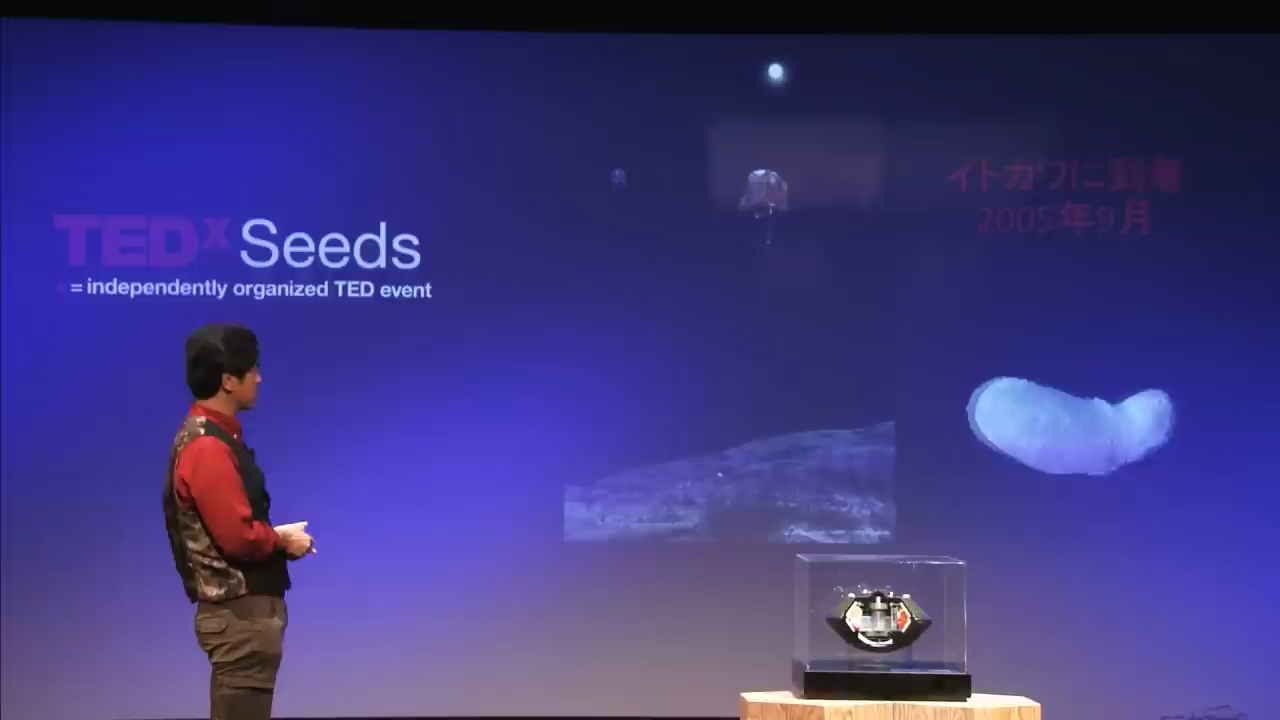 TEDx Seeds
= independently organized TED event
イトカワに到着
2005年9月